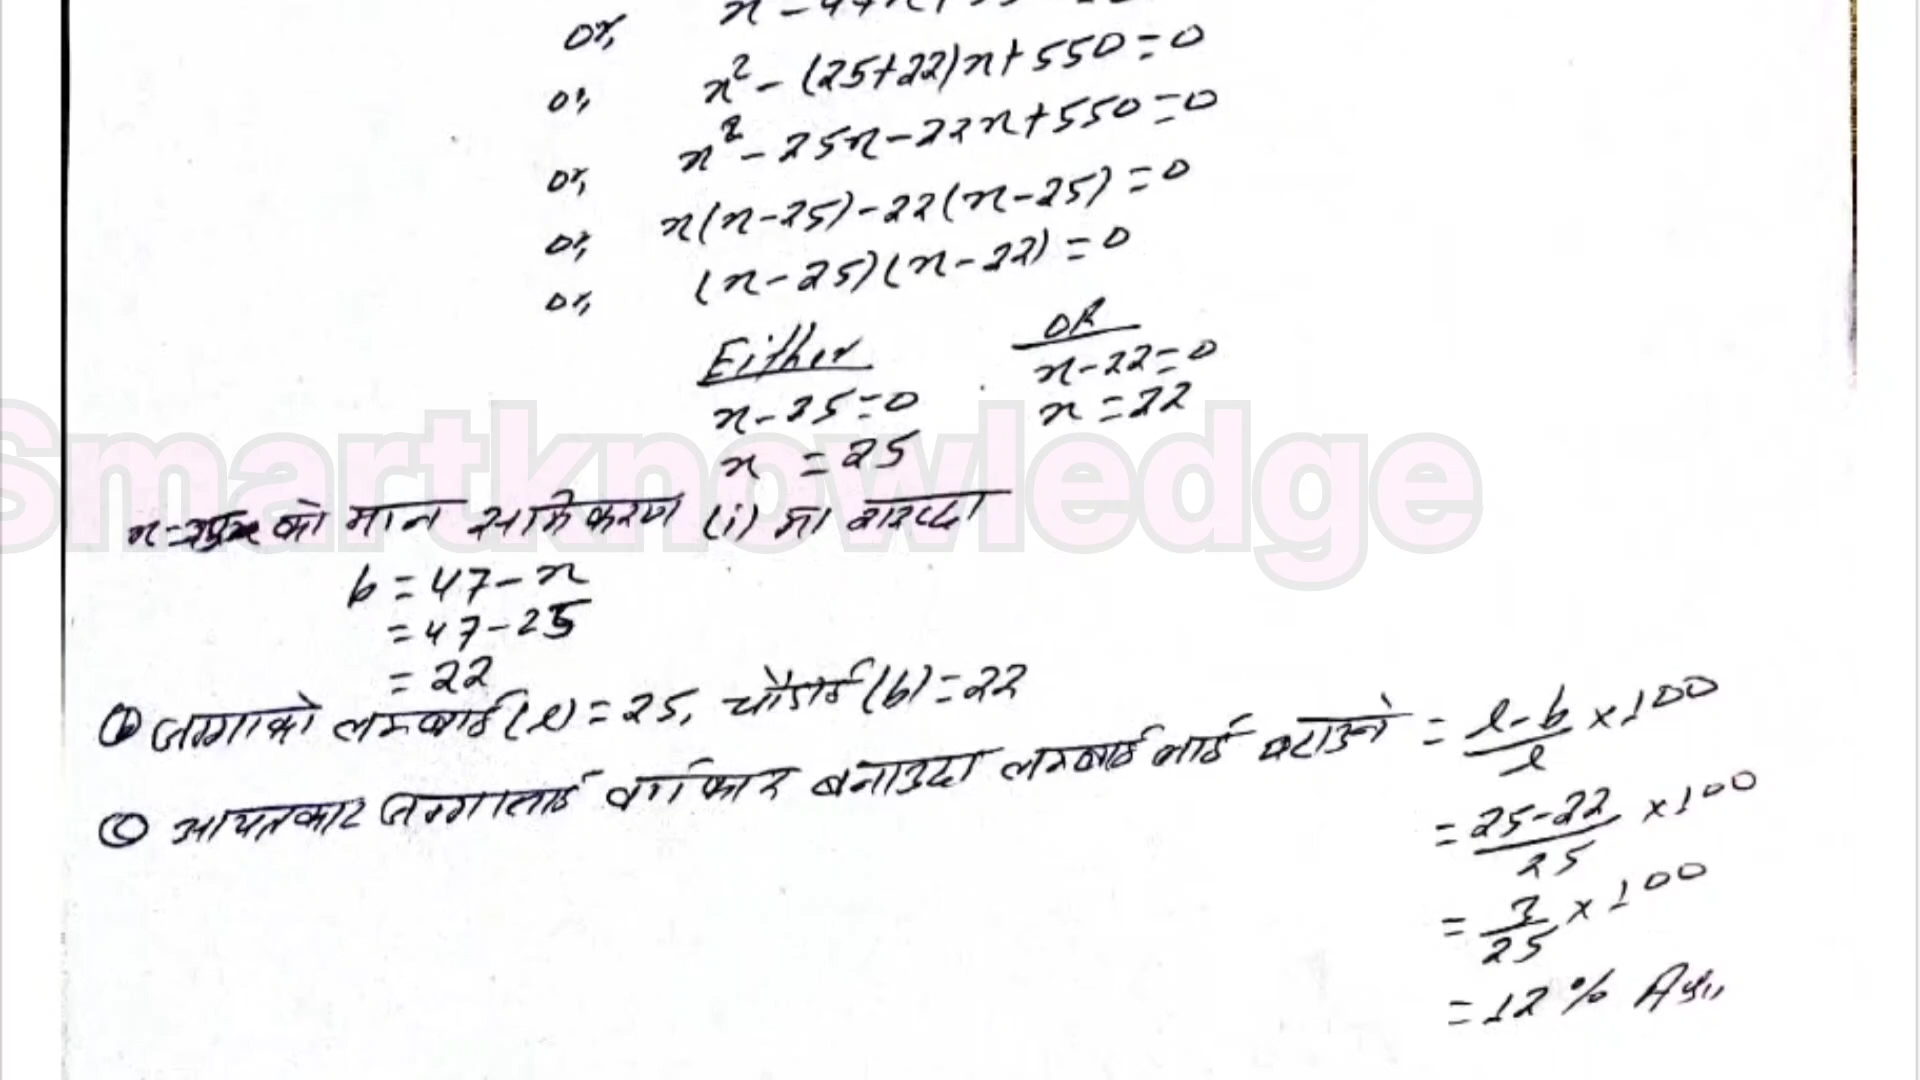 or,
or, x² - (25+22)x + 550 = 0
or, x² - 25x - 22x + 550 = 0
or, x(x-25) - 22(x-25) = 0
or, (x-25)(x-22) = 0
Either OR
x-25=0 x-22=0
x = 25 x = 22
Smartknowledge
को मान समिकरण (i) मा राख्दा
b = 47 - x
= 47 - 25
= 22
ⓑ जग्गाको लम्बाई (l) = 25, चौडाई (b) = 22
ⓒ आयतकार जग्गालाई वर्गाकार बनाउदा लम्बाई लाई घटाउने = l-b/l × 100
= 25-22/25 × 100
= 3/25 × 100
= 12% Ans,,